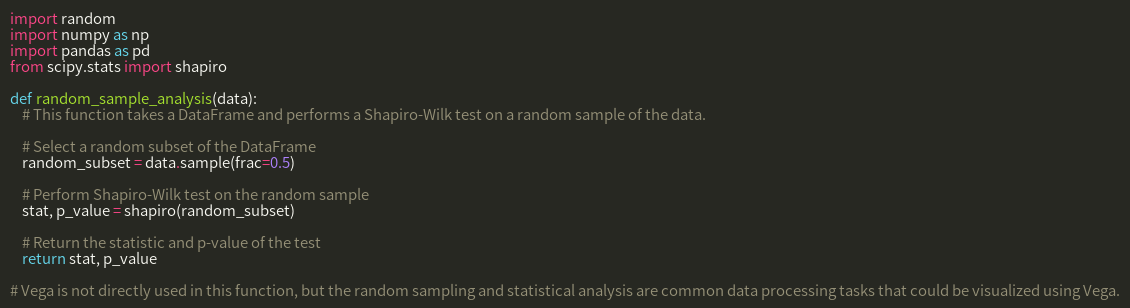 import random
import numpy as np
import pandas as pd
from scipy.stats import shapiro

def random_sample_analysis(data):
    # This function takes a DataFrame and performs a Shapiro-Wilk test on a random sample of the data.

    # Select a random subset of the DataFrame
    random_subset = data.sample(frac=0.5)

    # Perform Shapiro-Wilk test on the random sample
    stat, p_value = shapiro(random_subset)

    # Return the statistic and p-value of the test
    return stat, p_value

# Vega is not directly used in this function, but the random sampling and statistical analysis are common data processing tasks that could be visualized using Vega.